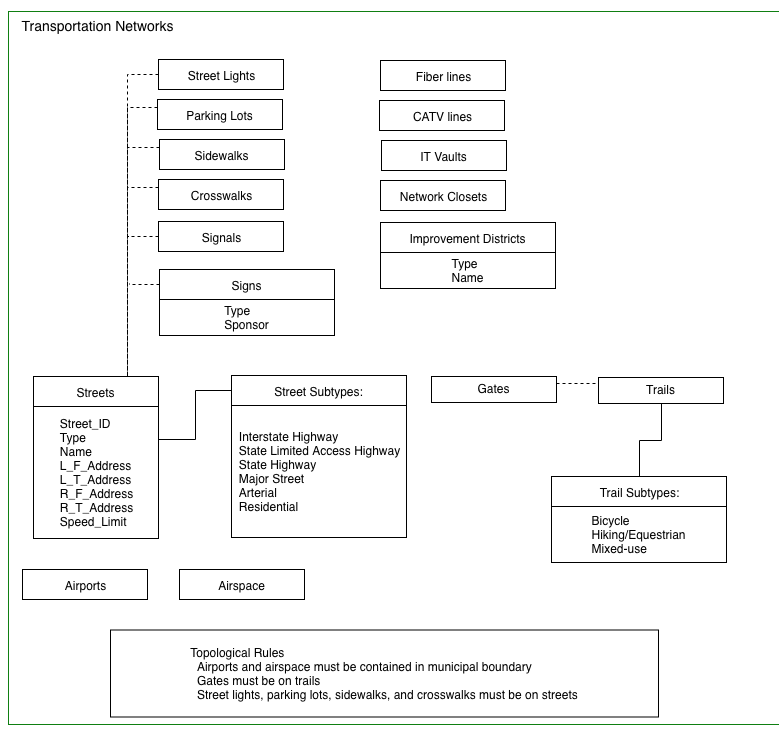 Transportation Networks
Street Lights
Parking Lots
Sidewalks
Crosswalks
Signals
Signs
Type
Sponsor
Fiber lines
CATV lines
IT Vaults
Network Closets
Improvement Districts
Type
Name
Streets
Street_ID
Type
Name
L_F_Address
L_T_Address
R_F_Address
R_T_Address
Speed_Limit
Street Subtypes:
Interstate Highway
State Limited Access Highway
State Highway
Major Street
Arterial
Residential
Gates
Trails
Trail Subtypes:
Bicycle
Hiking/Equestrian
Mixed-use
Airports
Airspace
Topological Rules
Airports and airspace must be contained in municipal boundary
Gates must be on trails
Street lights, parking lots, sidewalks, and crosswalks must be on streets